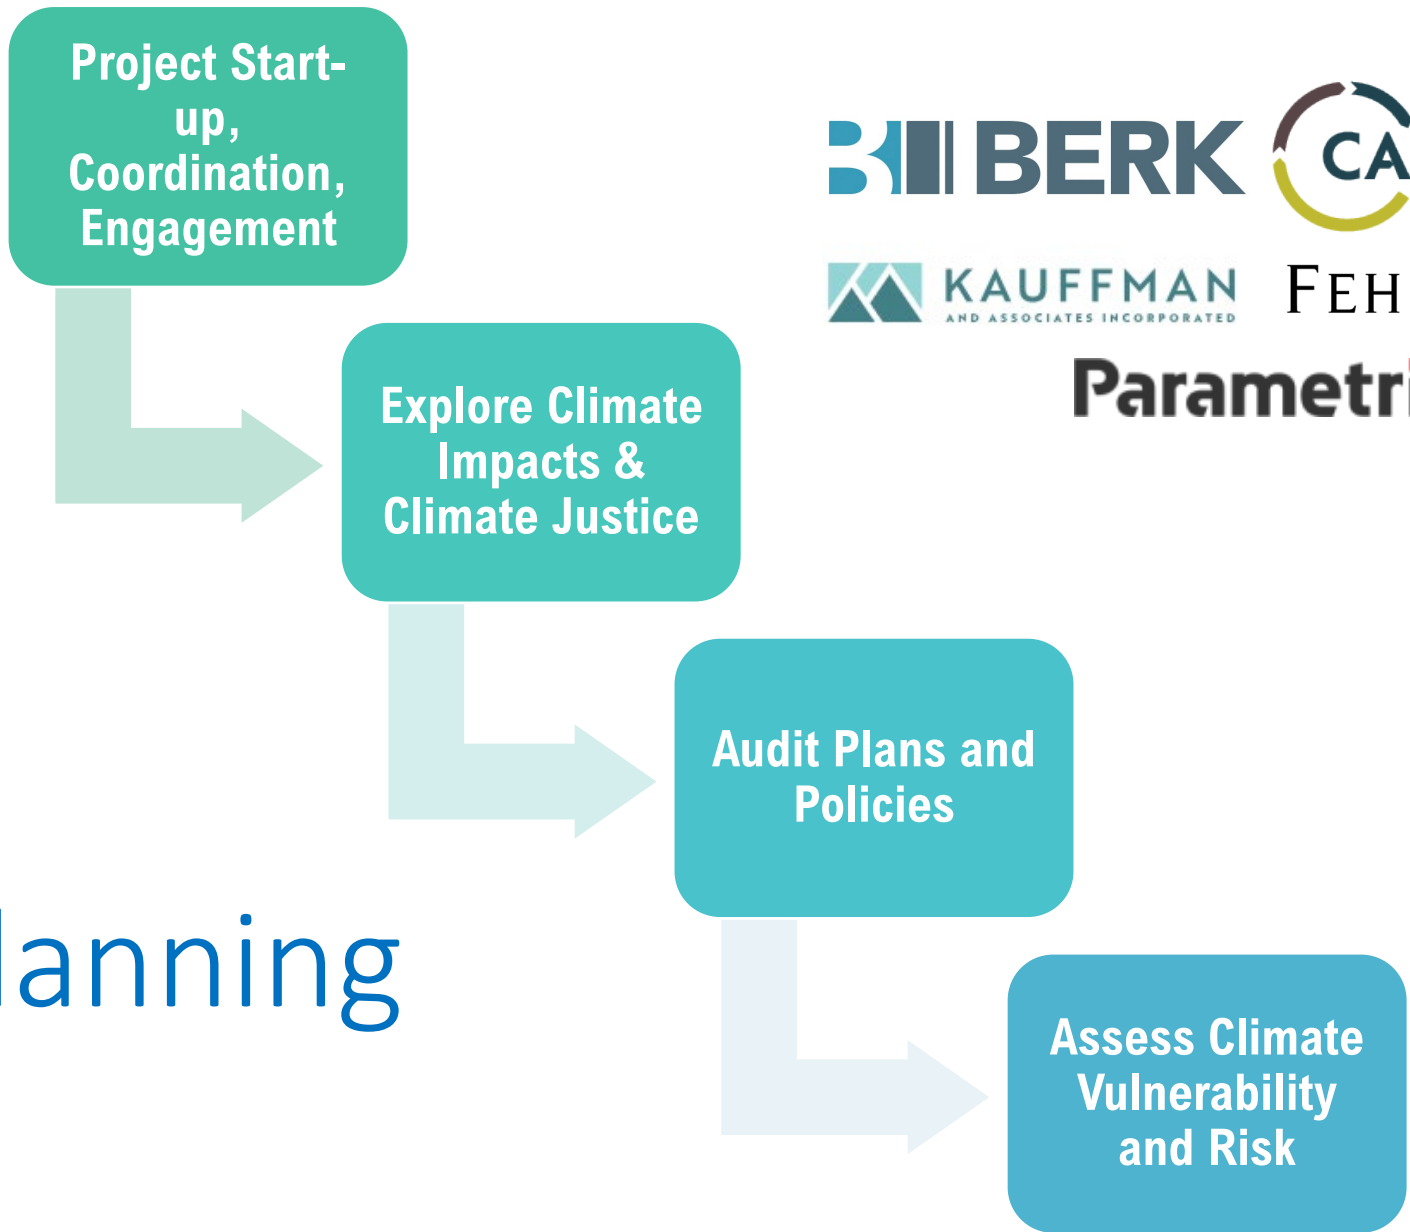 Project Start-
up,
Coordination,
Engagement
BERK
CA
KAUFFMAN
AND ASSOCIATES INCORPORATED
FEH
Parametri
Explore Climate
Impacts &
Climate Justice
Audit Plans and
Policies
lanning
Assess Climate
Vulnerability
and Risk